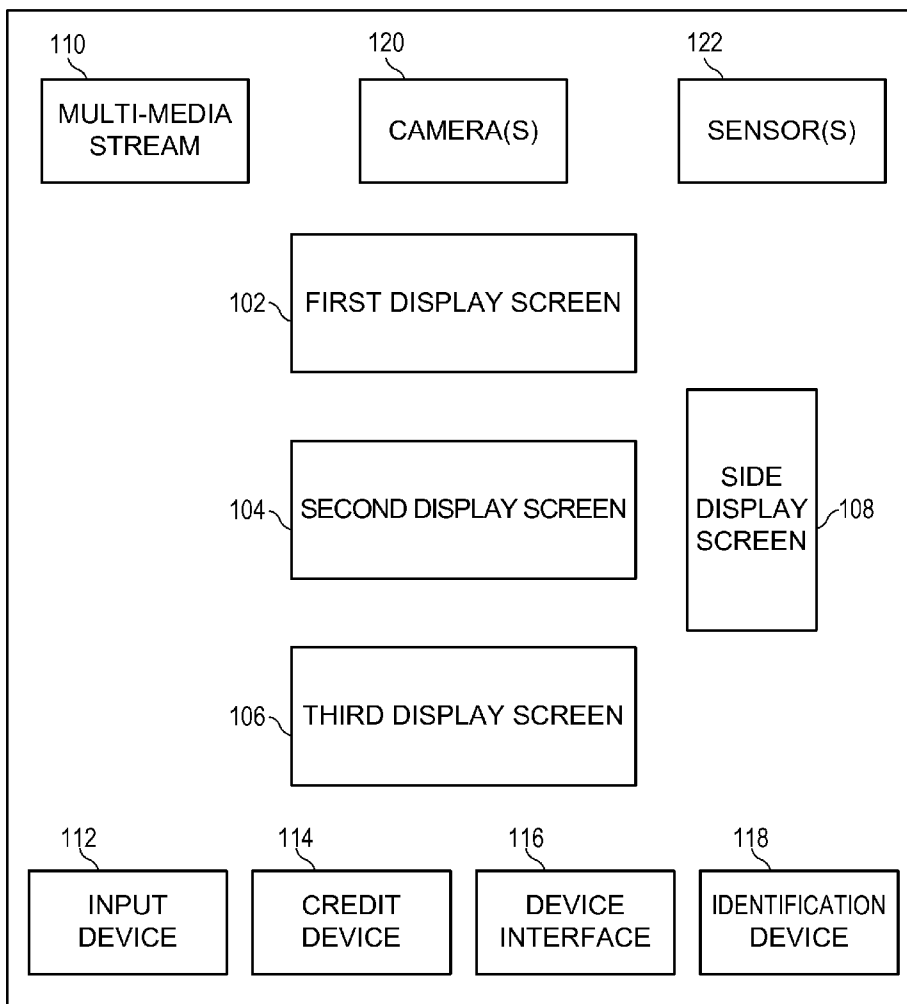 110
MULTI-MEDIA
STREAM
120
CAMERA(S)
122
SENSOR(S)
102
FIRST DISPLAY SCREEN
104
SECOND DISPLAY SCREEN
SIDE
DISPLAY
SCREEN
108
106
THIRD DISPLAY SCREEN
112
INPUT
DEVICE
114
CREDIT
DEVICE
116
DEVICE
INTERFACE
118
IDENTIFICATION
DEVICE